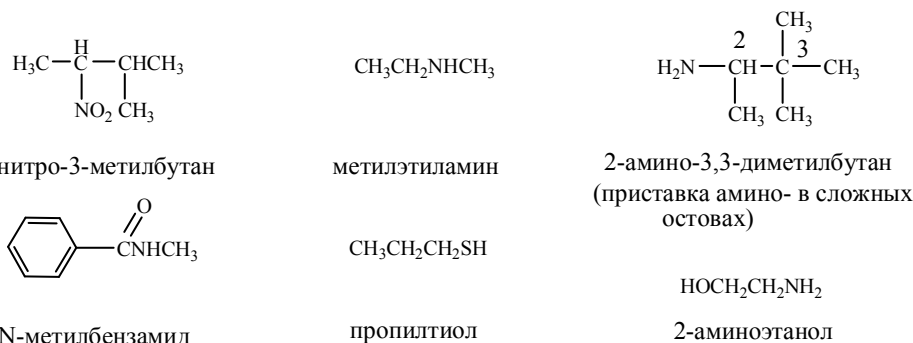 CH₃
H 2 3
H₃C CH CHCH₃ CH₃CH₂NHCH₃ H₂N CH C CH₃
NO₂ CH₃ CH₃ CH₃
нитро-3-метилбутан метилэтиламин 2-амино-3,3-диметилбутан
(приставка амино- в сложных
остовах)
O
CNHCH₃ CH₃CH₂CH₂SH
HOCH₂CH₂NH₂
N-метилбензамид пропилтиол 2-аминоэтанол